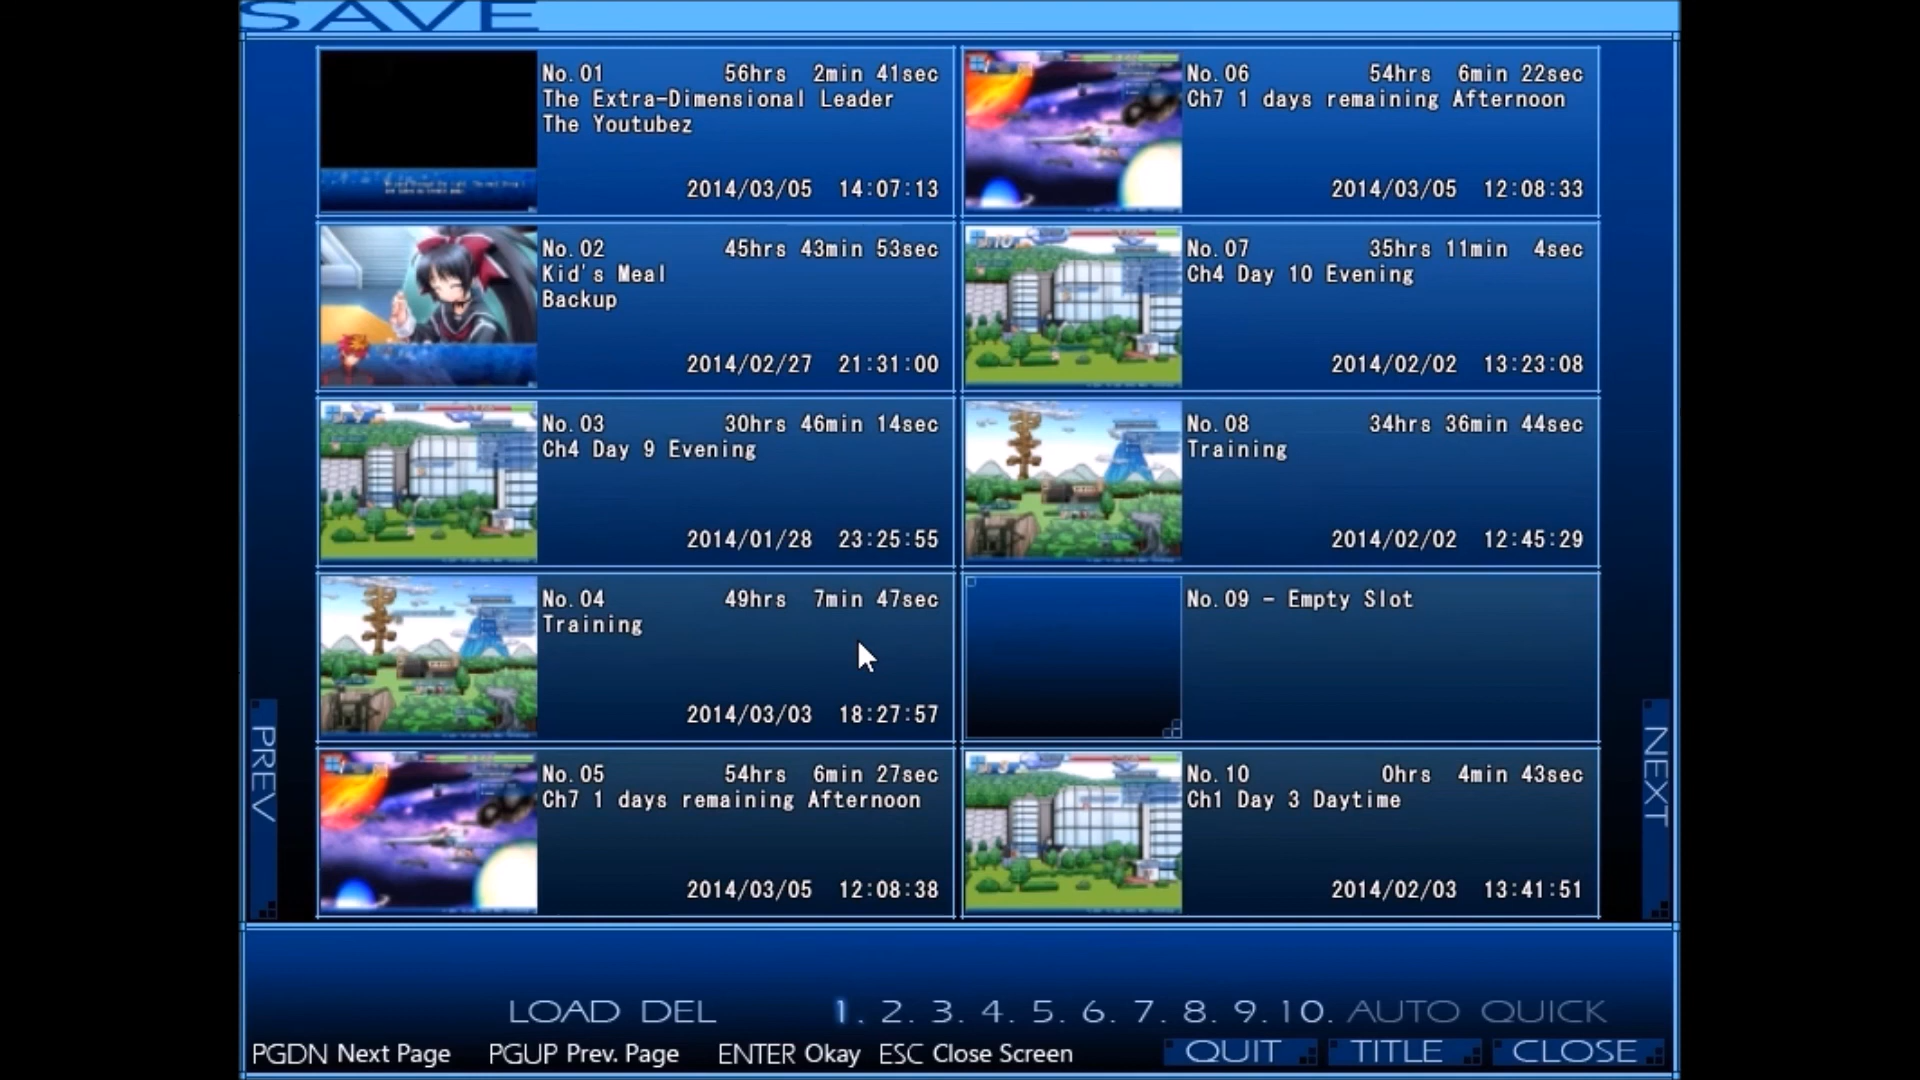 SAVE
No.01 56hrs 2min 41sec
The Extra-Dimensional Leader
The Youtubez
2014/03/05 14:07:13
No.02 45hrs 43min 53sec
Kid's Meal
Backup
2014/02/27 21:31:00
No.03 30hrs 46min 14sec
Ch4 Day 9 Evening
2014/01/28 23:25:55
No.04 49hrs 7min 47sec
Training
2014/03/03 18:27:57
No.05 54hrs 6min 27sec
Ch7 1 days remaining Afternoon
2014/03/05 12:08:38
No.06 54hrs 6min 22sec
Ch7 1 days remaining Afternoon
2014/03/05 12:08:33
No.07 35hrs 11min 4sec
Ch4 Day 10 Evening
2014/02/02 13:23:08
No.08 34hrs 36min 44sec
Training
2014/02/02 12:45:29
No.09 - Empty Slot
No.10 0hrs 4min 43sec
Ch1 Day 3 Daytime
2014/02/03 13:41:51
PREV
NEXT
LOAD DEL 1. 2. 3. 4. 5. 6. 7. 8. 9. 10. AUTO QUICK
PGDN Next Page PGUP Prev. Page ENTER Okay ESC Close Screen QUIT TITLE CLOSE